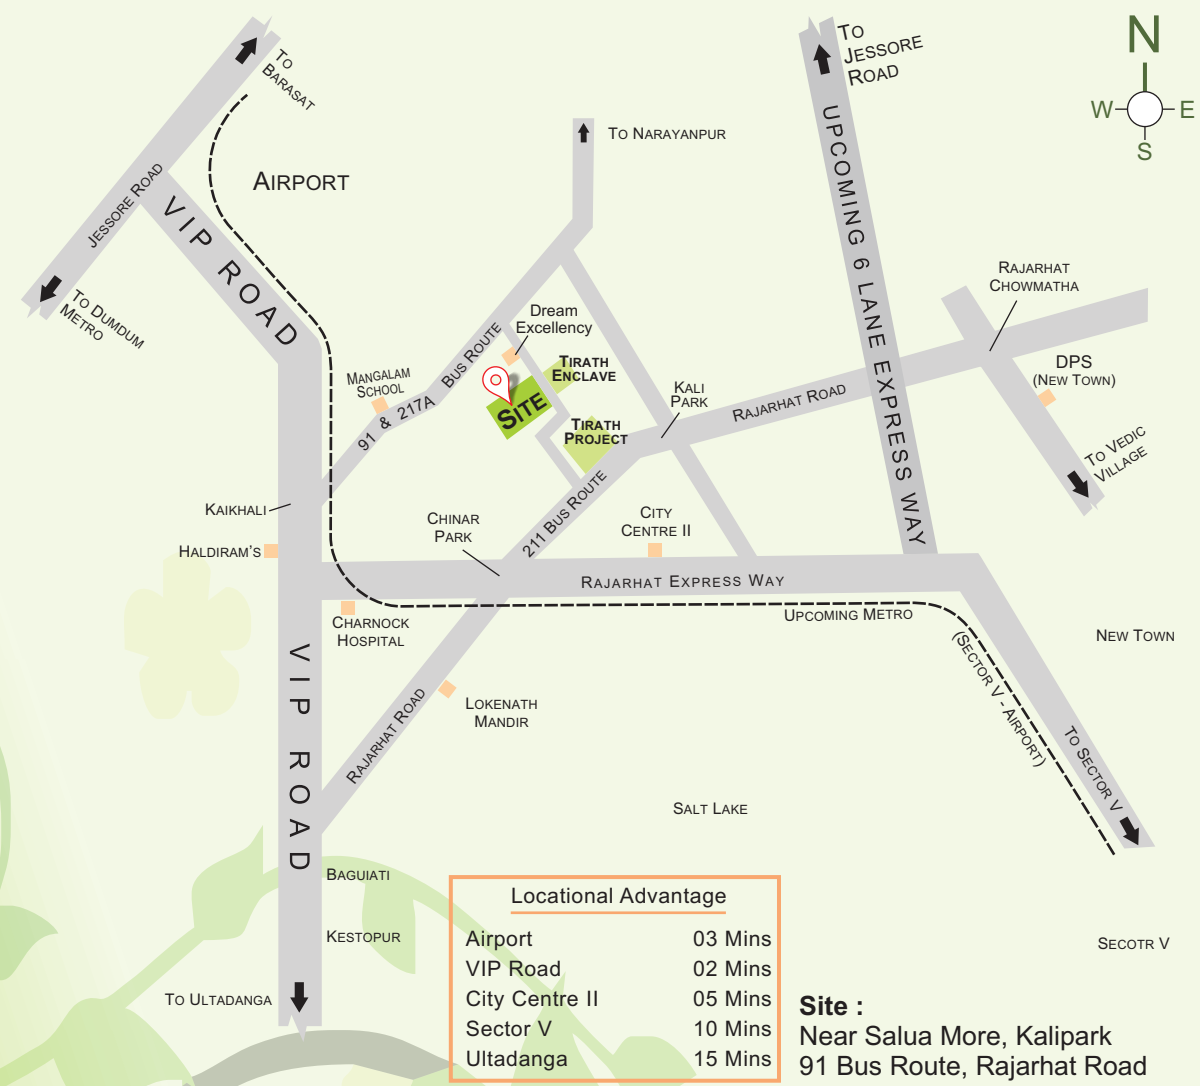 To
Jessore
Road
N
W
E
S
To
Barasat
To Narayanpur
Airport
Jessore Road
VIP ROAD
UPCOMING 6 LANE EXPRESS WAY
Rajarhat
Chowmatha
To Dumdum
Metro
Dream
Excellency
Bus Route
Mangalam
School
Tirath
Enclave
DPS
(New Town)
Kali
Park
Rajarhat Road
91 & 217A
Site
Tirath
Project
To Vedic
Village
Kaikhali
Chinar
Park
211 Bus Route
City
Centre II
Haldiram's
Rajarhat Express Way
Charnock
Hospital
Upcoming Metro
(Sector V - Airport)
New Town
VIP ROAD
Rajarhat Road
Lokenath
Mandir
To Sector V
Salt Lake
Baguiati
Kestopur
Secotr V
To Ultadanga
Locational Advantage
Airport 03 Mins
VIP Road 02 Mins
City Centre II 05 Mins
Sector V 10 Mins
Ultadanga 15 Mins
Site :
Near Salua More, Kalipark
91 Bus Route, Rajarhat Road